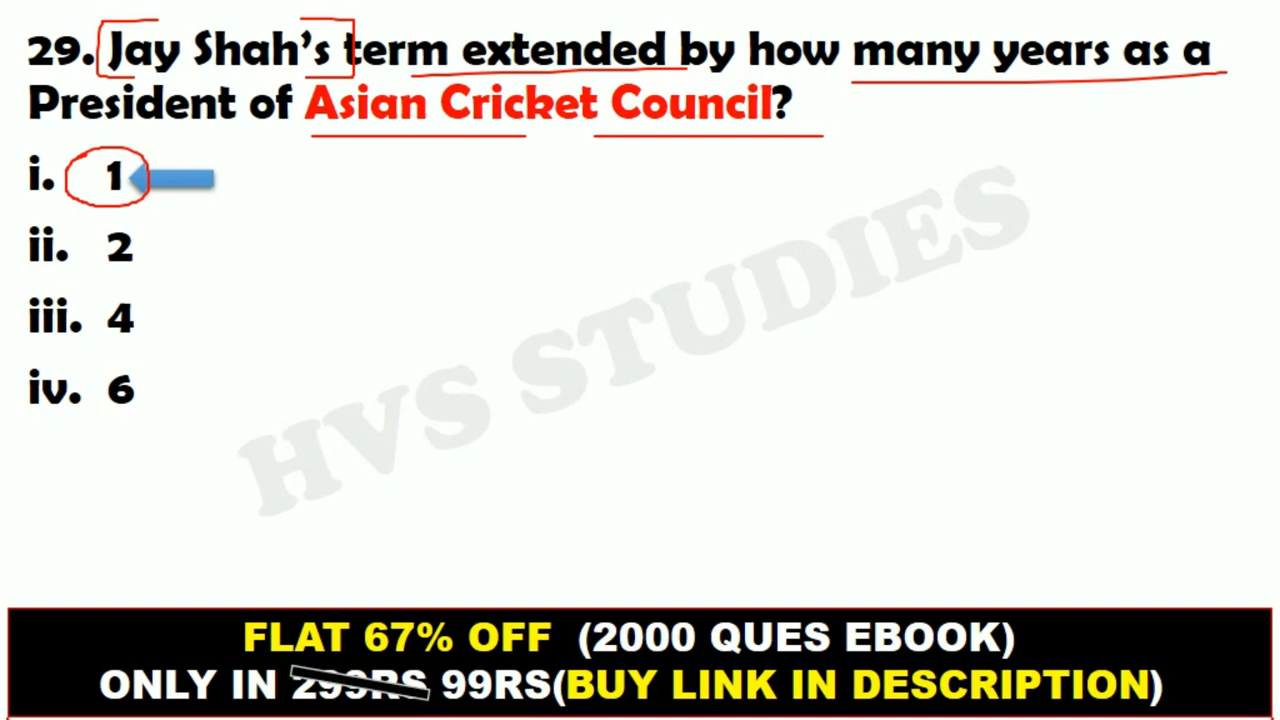 29. Jay Shah's term extended by how many years as a
President of Asian Cricket Council?
i. 1
ii. 2
iii. 4
iv. 6
HVS STUDIES
FLAT 67% OFF (2000 QUES EBOOK)
ONLY IN 299RS 99RS(BUY LINK IN DESCRIPTION)